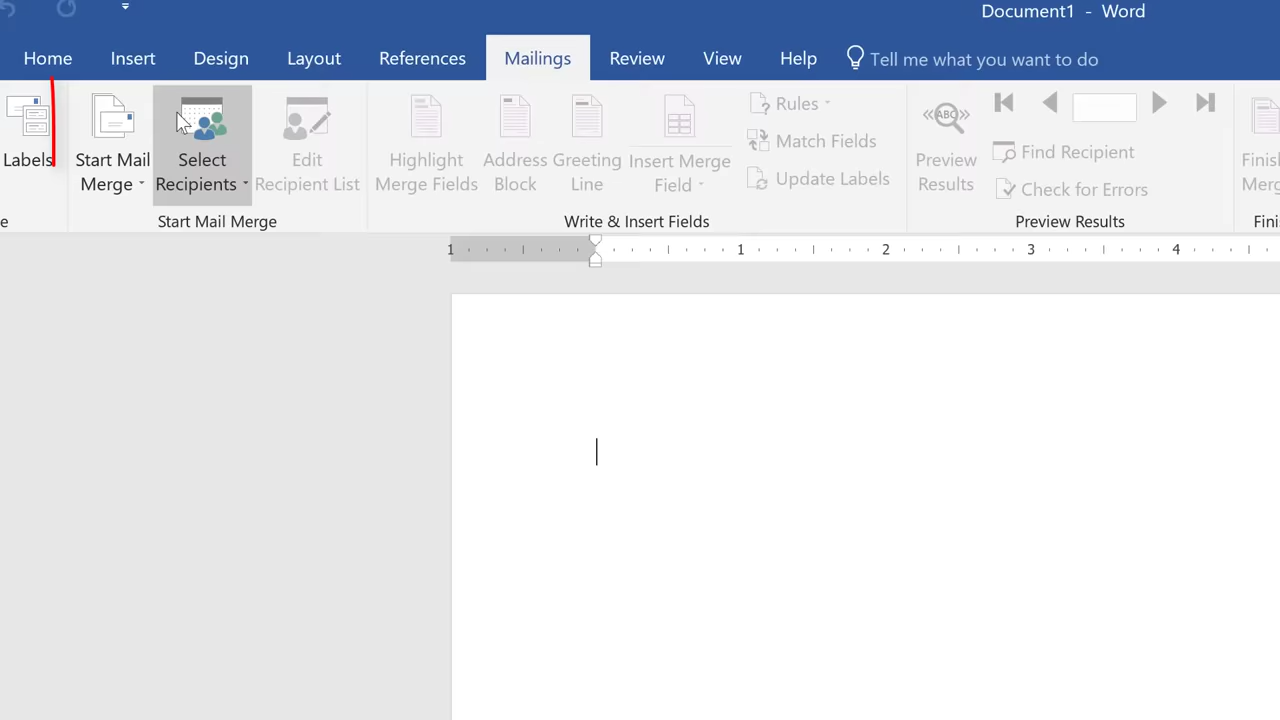 Document1 - Word
Home Insert Design Layout References Mailings Review View Help Tell me what you want to do
Labels
Start Mail
Merge
Select
Recipients
Edit
Recipient List
Highlight
Merge Fields
Address
Block
Greeting
Line
Insert Merge
Field
Rules
Match Fields
Update Labels
ABC
Preview
Results
Find Recipient
Check for Errors
Start Mail Merge
Write & Insert Fields
Preview Results
1 1 2 3 4